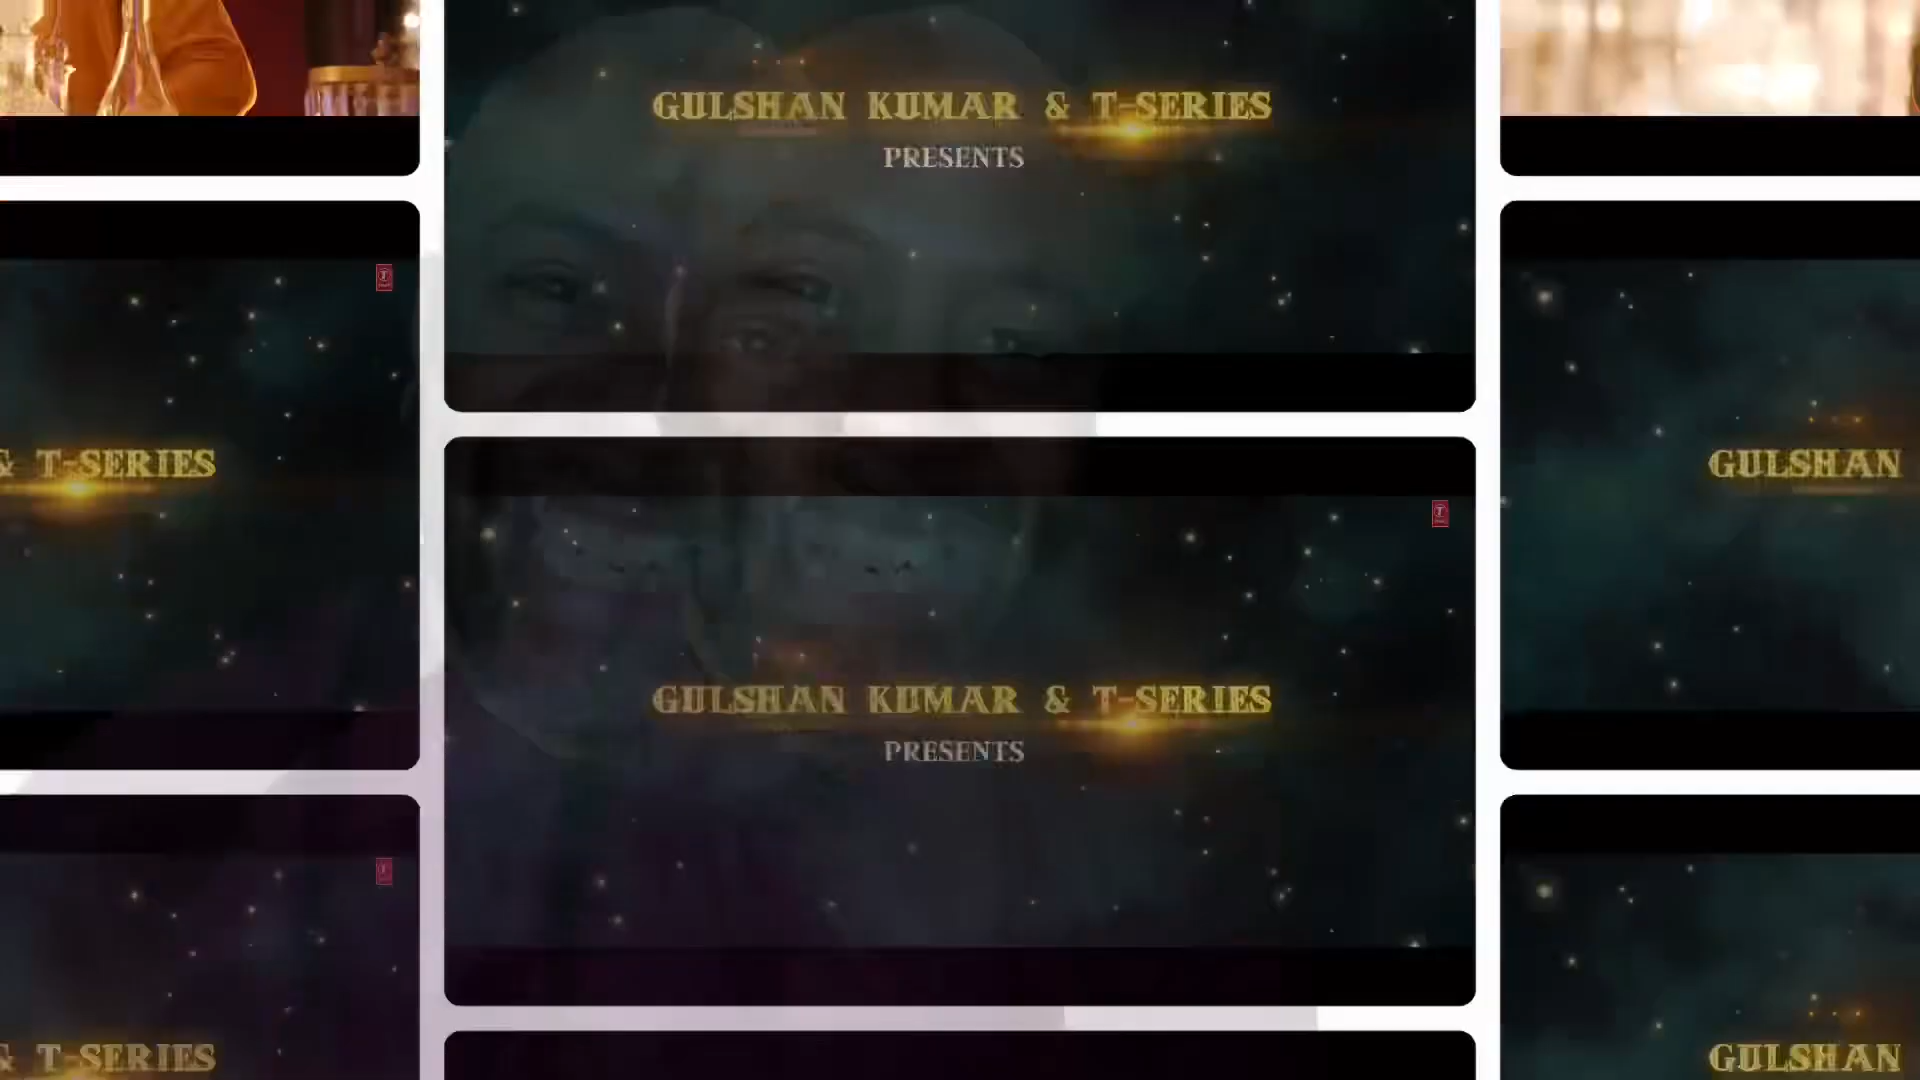 GULSHAN KUMAR & T-SERIES
PRESENTS
& T-SERIES
GULSHAN
GULSHAN KUMAR & T-SERIES
PRESENTS
& T-SERIES
GULSHAN